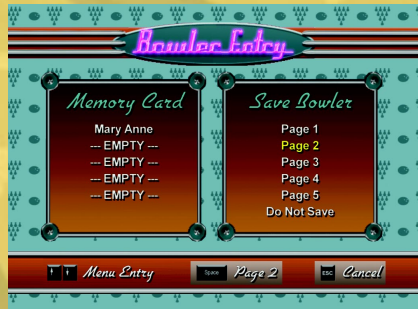 Bowler Entry
Memory Card
Mary Anne
--- EMPTY ---
--- EMPTY ---
--- EMPTY ---
--- EMPTY ---
Save Bowler
Page 1
Page 2
Page 3
Page 4
Page 5
Do Not Save
Menu Entry
Space Page 2
ESC Cancel